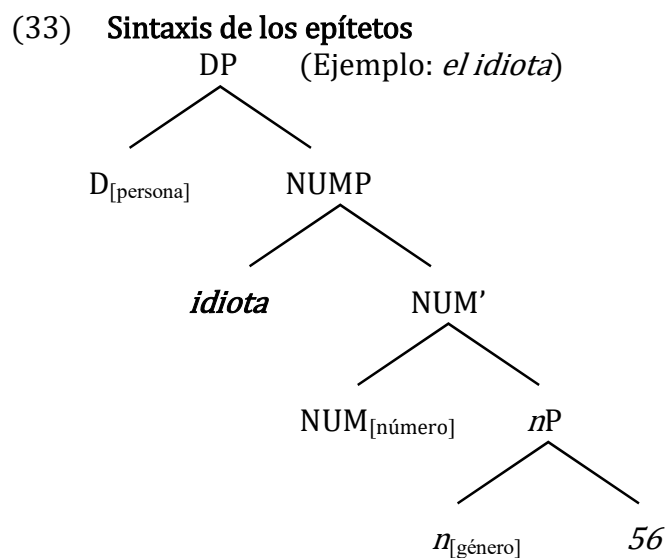 (33) Sintaxis de los epítetos
DP (Ejemplo: el idiota)
D[persona] NUMP
idiota NUM’
NUM[número] nP
n[género] 56